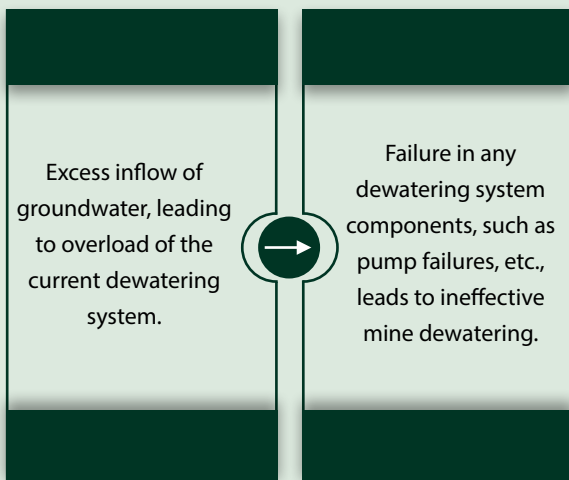 Excess inflow of
groundwater, leading
to overload of the
current dewatering
system.
Failure in any
dewatering system
components, such as
pump failures, etc.,
leads to ineffective
mine dewatering.